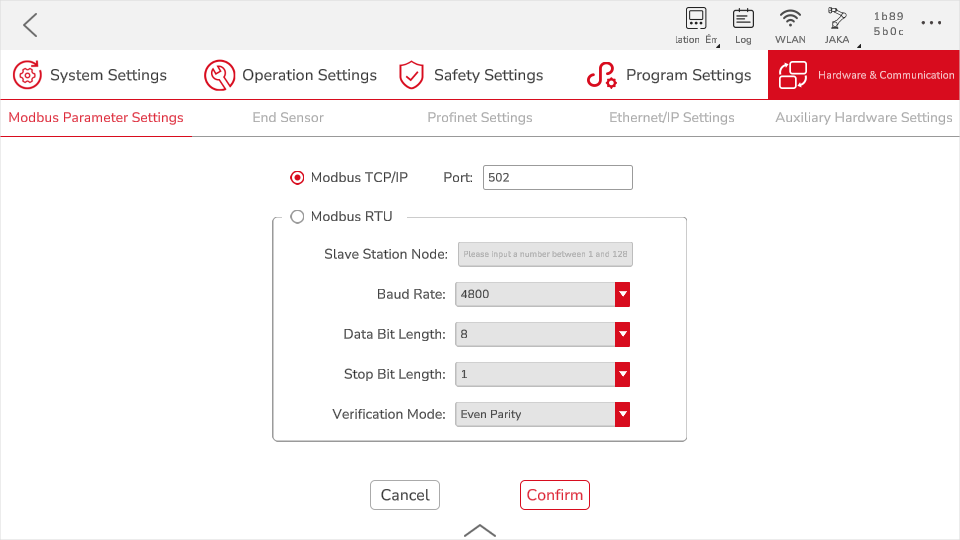 lation Em Log WLAN JAKA 1b89
5b0c
System Settings Operation Settings Safety Settings Program Settings Hardware & Communication
Modbus Parameter Settings End Sensor Profinet Settings Ethernet/IP Settings Auxiliary Hardware Settings
Modbus TCP/IP Port: 502
Modbus RTU
Slave Station Node: Please input a number between 1 and 128
Baud Rate: 4800
Data Bit Length: 8
Stop Bit Length: 1
Verification Mode: Even Parity
Cancel Confirm